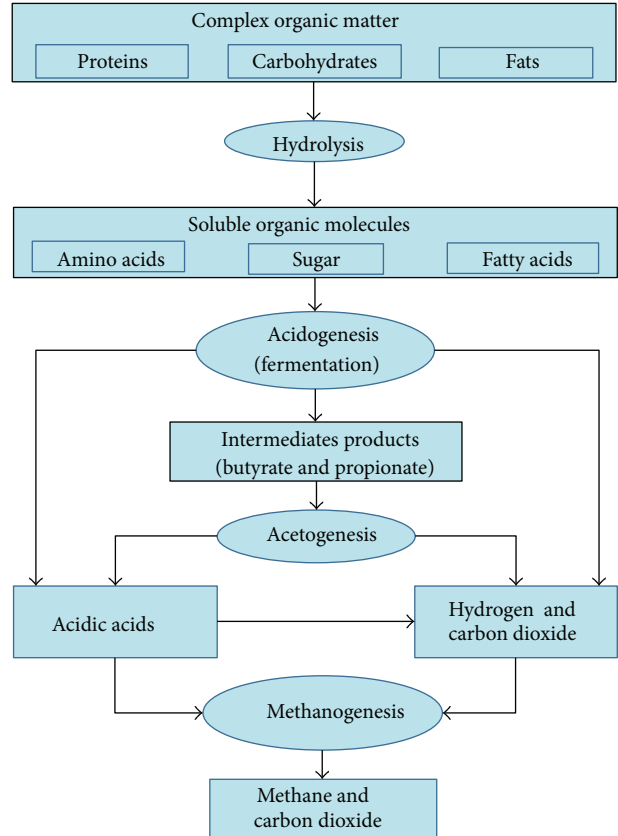 Complex organic matter
Proteins
Carbohydrates
Fats
Hydrolysis
Soluble organic molecules
Amino acids
Sugar
Fatty acids
Acidogenesis
(fermentation)
Intermediates products
(butyrate and propionate)
Acetogenesis
Acidic acids
Hydrogen and
carbon dioxide
Methanogenesis
Methane and
carbon dioxide